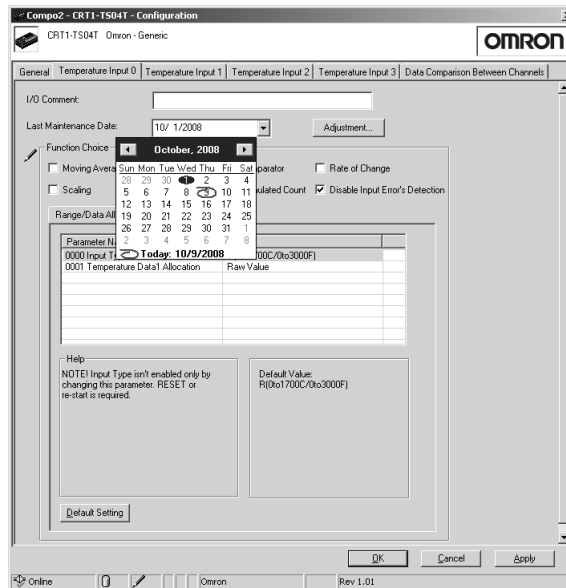 Compo2 - CRT1-TS04T - Configuration
CRT1-TS04T Omron - Generic
OMRON
General Temperature Input 0 Temperature Input 1 Temperature Input 2 Temperature Input 3 Data Comparison Between Channels
I/O Comment:
Last Maintenance Date: 10/ 1/2008 Adjustment...
Function Choice
October, 2008
Moving Avera parator Rate of Change
Sun Mon Tue Wed Thu Fri Sat
Scaling mulated Count Disable Input Error's Detection
28 29 30 1 2 3 4
5 6 7 8 9 10 11
12 13 14 15 16 17 18
Range/Data All
19 20 21 22 23 24 25
26 27 28 29 30 31 1
2 3 4 5 6 7 8
Today: 10/9/2008
Parameter N
0000 Input T 700C/0to3000F)
0001 Temperature Data1 Allocation Raw Value
Help
NOTE! Input Type isn't enabled only by
changing this parameter. RESET or
re-start is required.
Default Value:
R(0to1700C/0to3000F)
Default Setting
OK Cancel Apply
Online Omron Rev 1.01